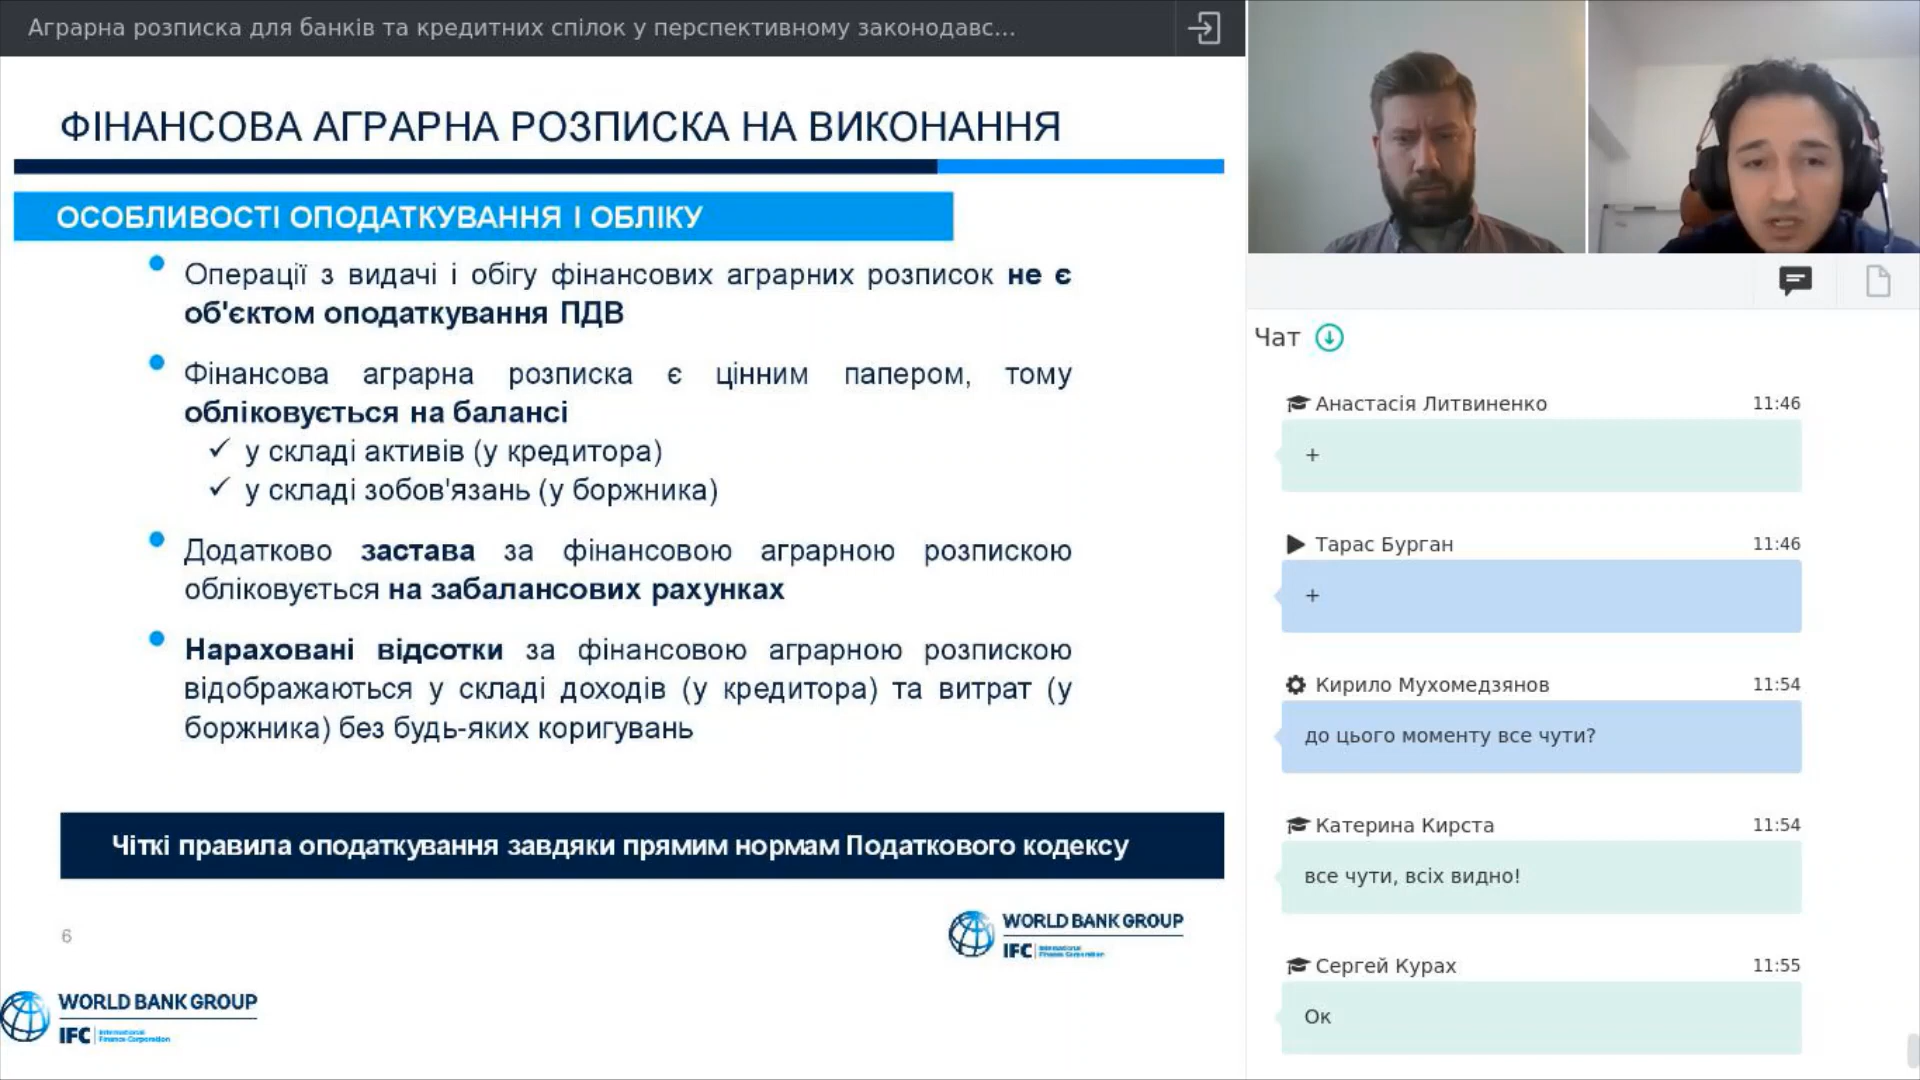 Аграрна розписка для банків та кредитних спілок у перспективному законодавс...
ФІНАНСОВА АГРАРНА РОЗПИСКА НА ВИКОНАННЯ
ОСОБЛИВОСТІ ОПОДАТКУВАННЯ І ОБЛІКУ
Операції з видачі і обігу фінансових аграрних розписок не є
об'єктом оподаткування ПДВ
Фінансова аграрна розписка є цінним папером, тому
обліковується на балансі
✓ у складі активів (у кредитора)
✓ у складі зобов'язань (у боржника)
Додатково застава за фінансовою аграрною розпискою
обліковується на забалансових рахунках
Нараховані відсотки за фінансовою аграрною розпискою
відображаються у складі доходів (у кредитора) та витрат (у
боржника) без будь-яких коригувань
Чіткі правила оподаткування завдяки прямим нормам Податкового кодексу
6
WORLD BANK GROUP
IFC International
Finance Corporation
WORLD BANK GROUP
IFC International
Finance Corporation
Чат
Анастасія Литвиненко 11:46
+
Тарас Бурган 11:46
+
Кирило Мухомедзянов 11:54
до цього моменту все чути?
Катерина Кирста 11:54
все чути, всіх видно!
Сергей Курах 11:55
Ок